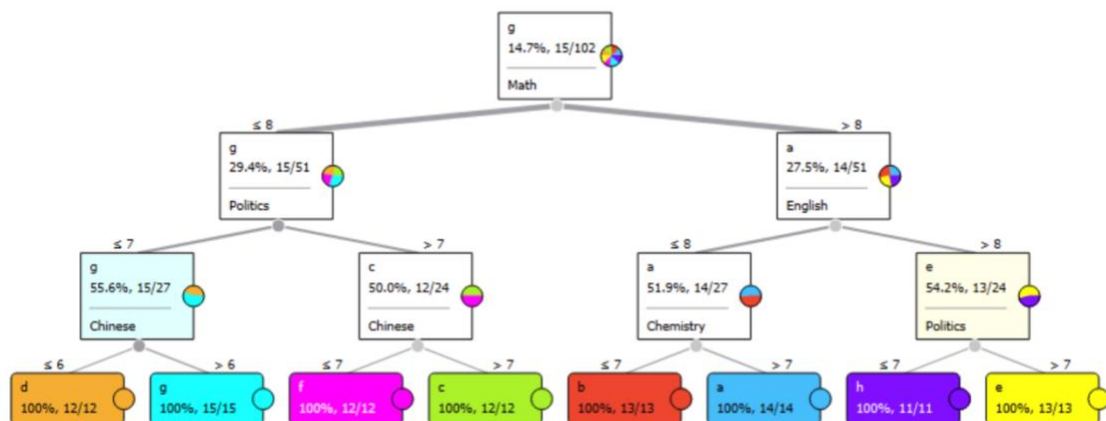 g
14.7%, 15/102
Math
≤ 8
> 8
g
29.4%, 15/51
Politics
a
27.5%, 14/51
English
≤ 7
> 7
≤ 8
> 8
g
55.6%, 15/27
Chinese
c
50.0%, 12/24
Chinese
a
51.9%, 14/27
Chemistry
e
54.2%, 13/24
Politics
≤ 6
> 6
≤ 7
> 7
≤ 7
> 7
≤ 7
> 7
d
100%, 12/12
g
100%, 15/15
f
100%, 12/12
c
100%, 12/12
b
100%, 13/13
a
100%, 14/14
h
100%, 11/11
e
100%, 13/13